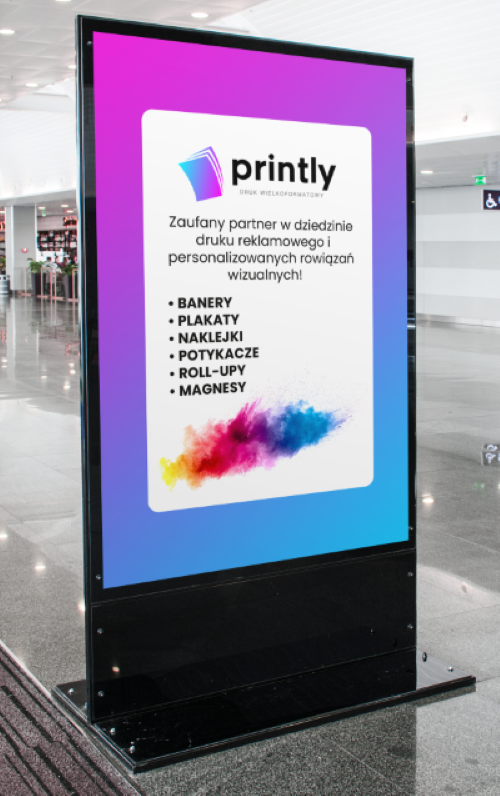 printly
DRUK WIELKOFORMATOWY
Zaufany partner w dziedzinie
druku reklamowego i
personalizowanych rowiązań
wizualnych!
• BANERY
• PLAKATY
• NAKLEJKI
• POTYKACZE
• ROLL-UPY
• MAGNESY